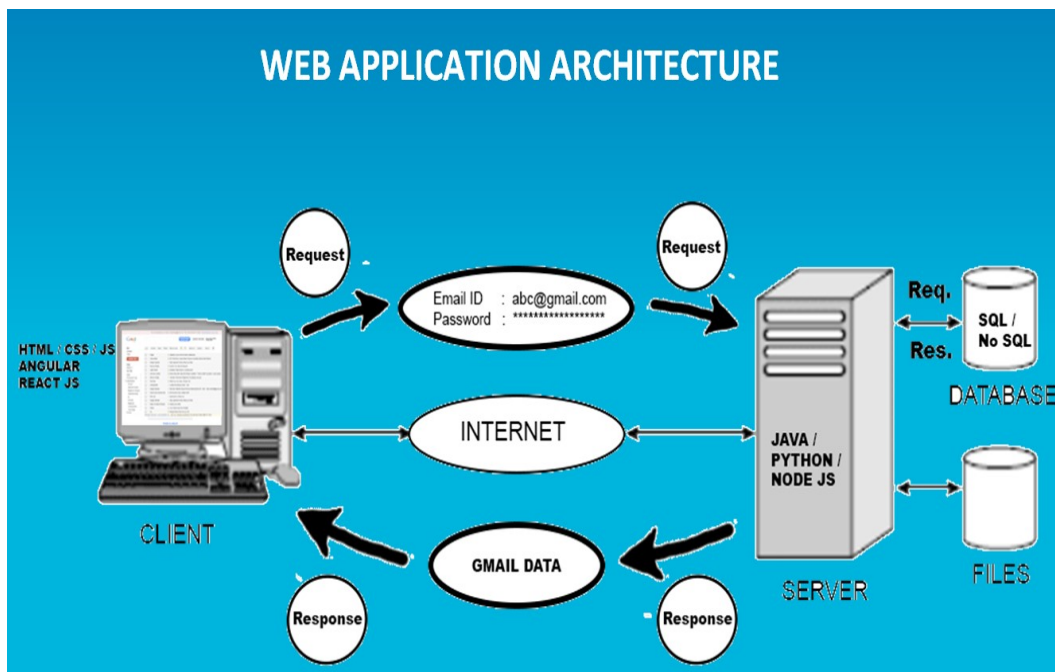 WEB APPLICATION ARCHITECTURE
Request
Request
Email ID : abc@gmail.com
Password : ******************
HTML / CSS / JS
ANGULAR
REACT JS
CLIENT
INTERNET
JAVA /
PYTHON /
NODE JS
SERVER
Req.
Res.
SQL /
No SQL
DATABASE
FILES
GMAIL DATA
Response
Response